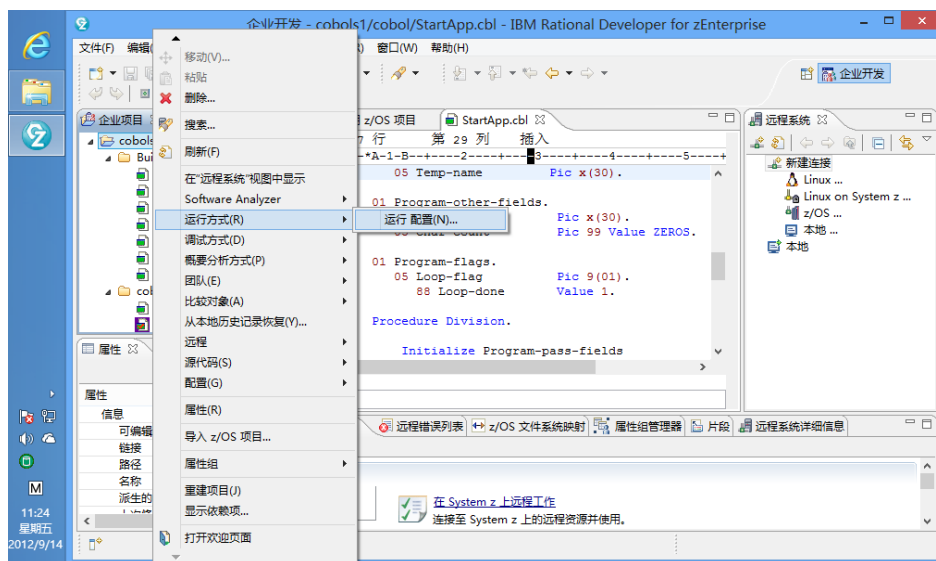 企业开发 - cobols1/cobol/StartApp.cbl - IBM Rational Developer for zEnterprise
文件(F) 编辑 窗口(W) 帮助(H)
企业开发
企业项目
z/OS 项目
StartApp.cbl
远程系统
行 第 29 列 插入
-*A-1-B--+----2----+----3----+----4----+----5----+
05 Temp-name Pic x(30).
01 Program-other-fields.
Pic x(30).
Pic 99 Value ZEROS.
01 Program-flags.
05 Loop-flag Pic 9(01).
88 Loop-done Value 1.
Procedure Division.
Initialize Program-pass-fields
cobols
Bui
移动(V)...
粘贴
删除...
搜索...
刷新(F)
在"远程系统"视图中显示
Software Analyzer
运行方式(R)
运行 配置(N)...
调试方式(D)
概要分析方式(P)
团队(E)
比较对象(A)
从本地历史记录恢复(Y)...
远程
源代码(S)
配置(G)
属性(R)
导入 z/OS 项目...
属性组
重建项目(J)
显示依赖项...
打开欢迎页面
新建连接
Linux ...
Linux on System z ...
z/OS ...
本地 ...
本地
属性
属性
信息
可编辑
链接
路径
名称
派生的
远程错误列表
z/OS 文件系统映射
属性组管理器
片段
远程系统详细信息
在 System z 上远程工作
连接至 System z 上的远程资源并使用。
M
11:24
星期五
2012/9/14